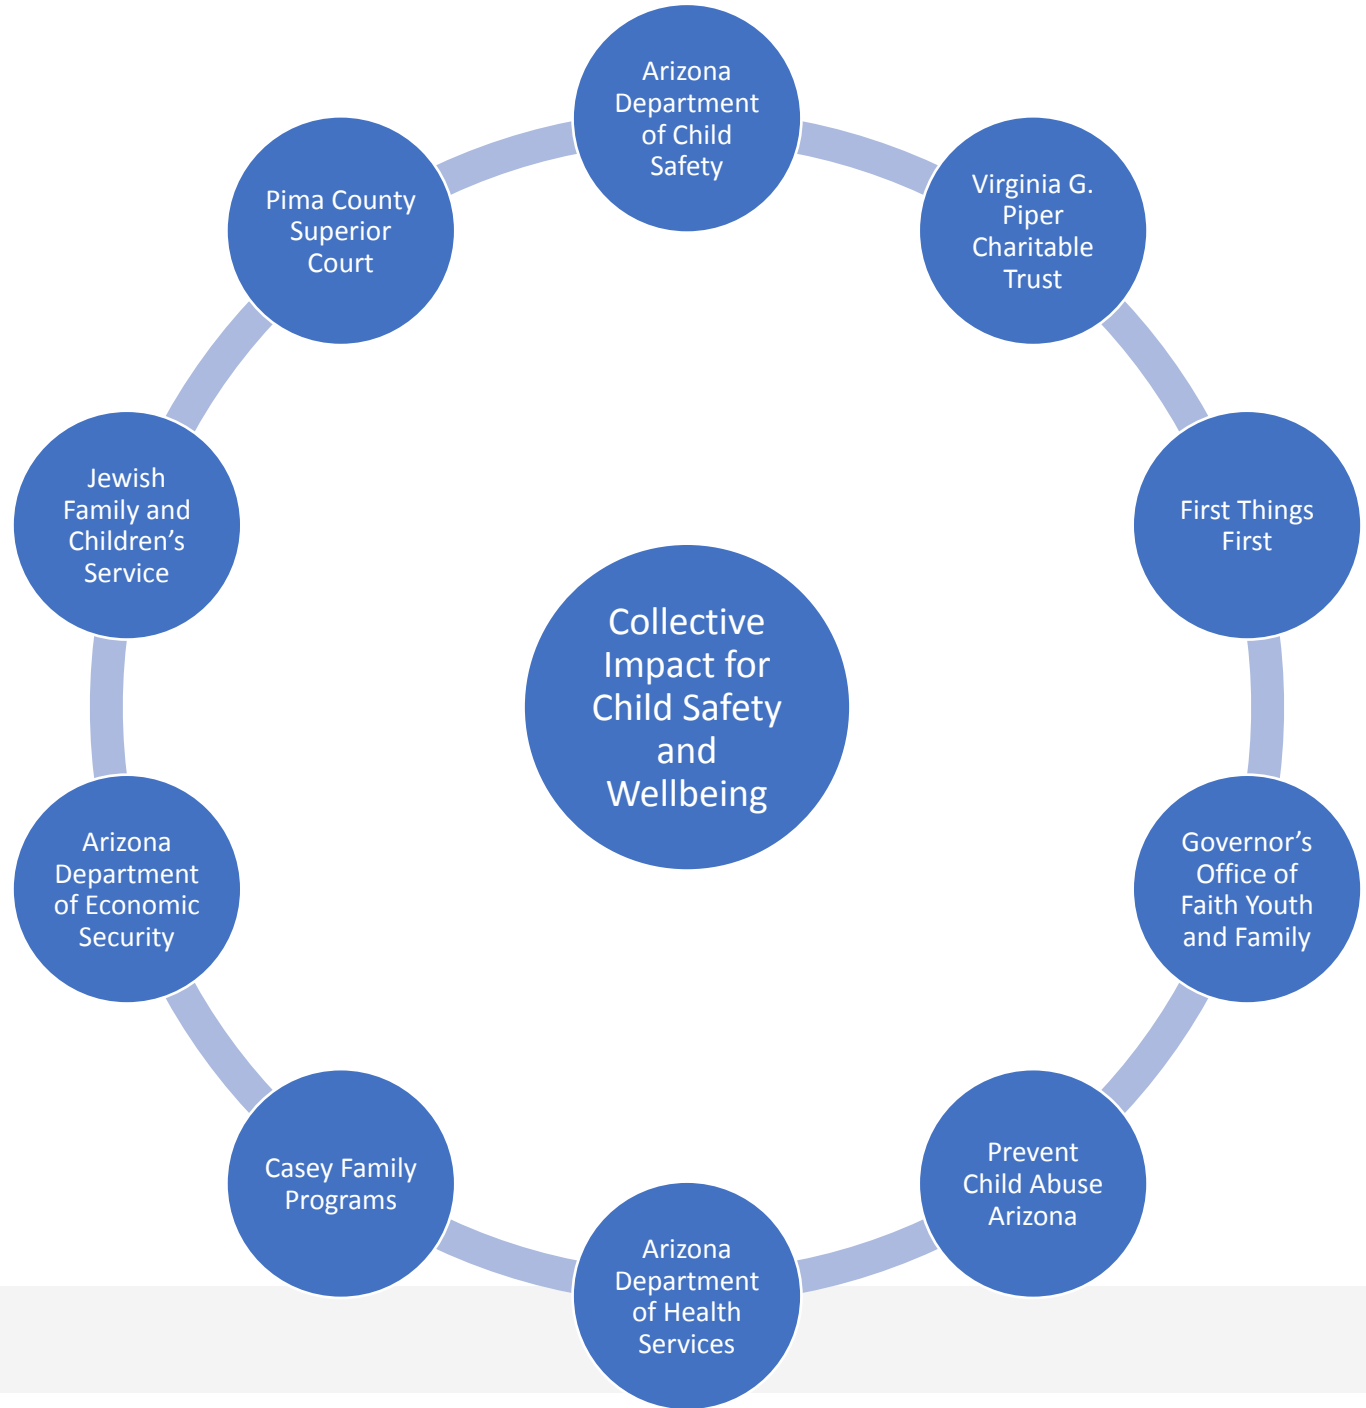 Arizona
Department
of Child
Safety
Virginia G.
Piper
Charitable
Trust
First Things
First
Governor’s
Office of
Faith Youth
and Family
Prevent
Child Abuse
Arizona
Arizona
Department
of Health
Services
Casey Family
Programs
Arizona
Department
of Economic
Security
Jewish
Family and
Children’s
Service
Pima County
Superior
Court
Collective
Impact for
Child Safety
and
Wellbeing